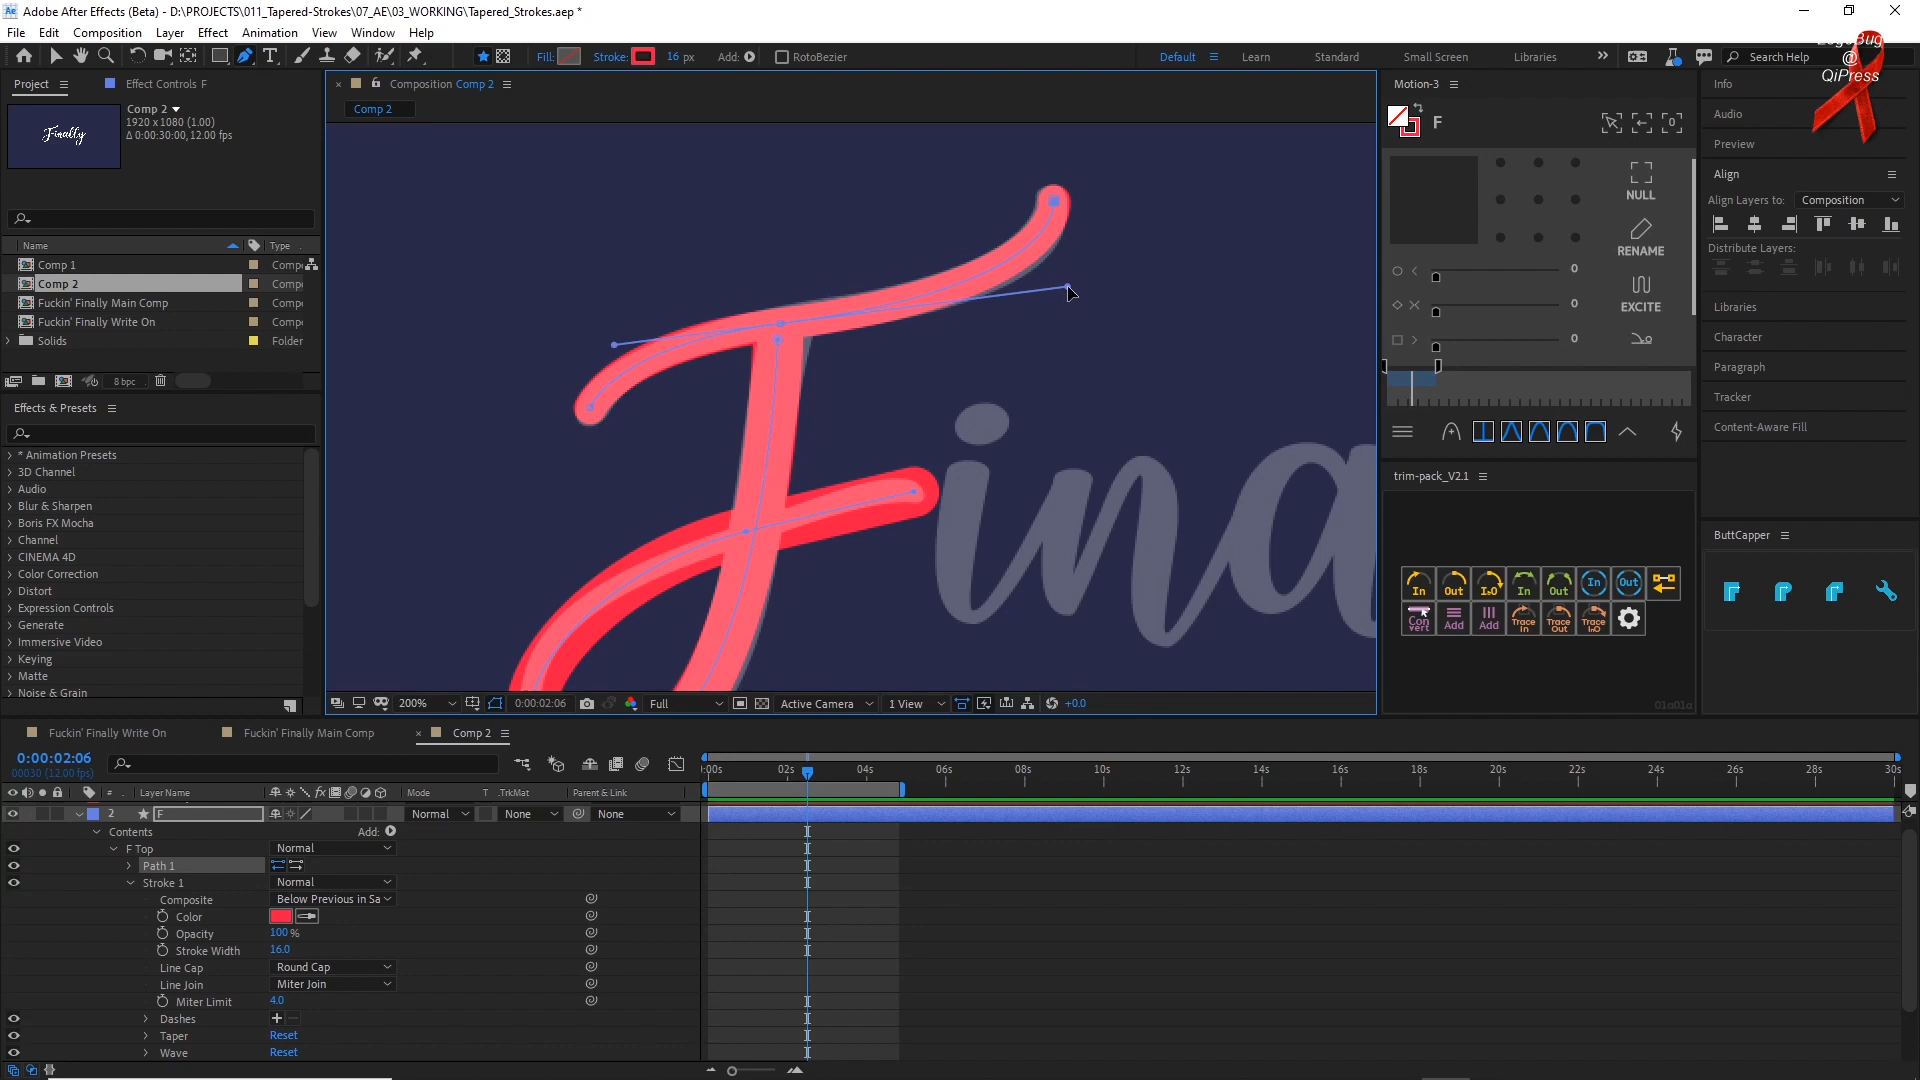 Adobe After Effects (Beta) - D:\PROJECTS\011_Tapered-Strokes\07_AE\03_WORKING\Tapered_Strokes.aep *
File Edit Composition Layer Effect Animation View Window Help
Fill: Stroke: 16 px Add: RotoBezier Default Learn Standard Small Screen Libraries Search Help
LogoBug
@
QiPress
Project Effect Controls F
Comp 2
1920 x 1080 (1.00)
Δ 0:00:30:00, 12.00 fps
Finally
Name Type
Comp 1 Comp
Comp 2 Comp
Fuckin' Finally Main Comp Comp
Fuckin' Finally Write On Comp
Solids Folder
8 bpc
Effects & Presets
* Animation Presets
3D Channel
Audio
Blur & Sharpen
Boris FX Mocha
Channel
CINEMA 4D
Color Correction
Distort
Expression Controls
Generate
Immersive Video
Keying
Matte
Noise & Grain
Composition Comp 2
Comp 2
Fina
200% 0:00:02:06 Full Active Camera 1 View +0.0
Motion-3
F
NULL
RENAME
EXCITE
0
0
0
trim-pack_V2.1
In Out I&O In Out In Out
Con vert Add Add Trace In Trace Out Trace I&O
01a01a
Info
Audio
Preview
Align
Align Layers to: Composition
Distribute Layers:
Libraries
Character
Paragraph
Tracker
Content-Aware Fill
ButtCapper
Fuckin' Finally Write On Fuckin' Finally Main Comp Comp 2
0:00:02:06
00030 (12.00 fps)
:00s 02s 04s 06s 08s 10s 12s 14s 16s 18s 20s 22s 24s 26s 28s 30s
# Layer Name Mode T .TrkMat Parent & Link
2 F Normal None None
Contents Add:
F Top Normal
Path 1
Stroke 1 Normal
Composite Below Previous in Sa
Color
Opacity 100 %
Stroke Width 16.0
Line Cap Round Cap
Line Join Miter Join
Miter Limit 4.0
Dashes
Taper Reset
Wave Reset